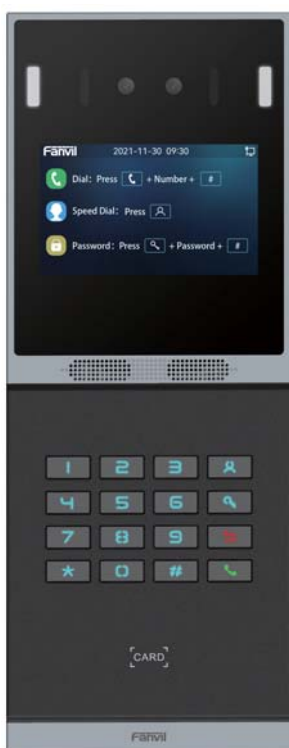 Fanvil 2021-11-30 09:30
Dial: Press + Number + #
Speed Dial: Press
Password: Press + Password + #
1 2 3
4 5 6
7 8 9
* 0 #
CARD
Fanvil